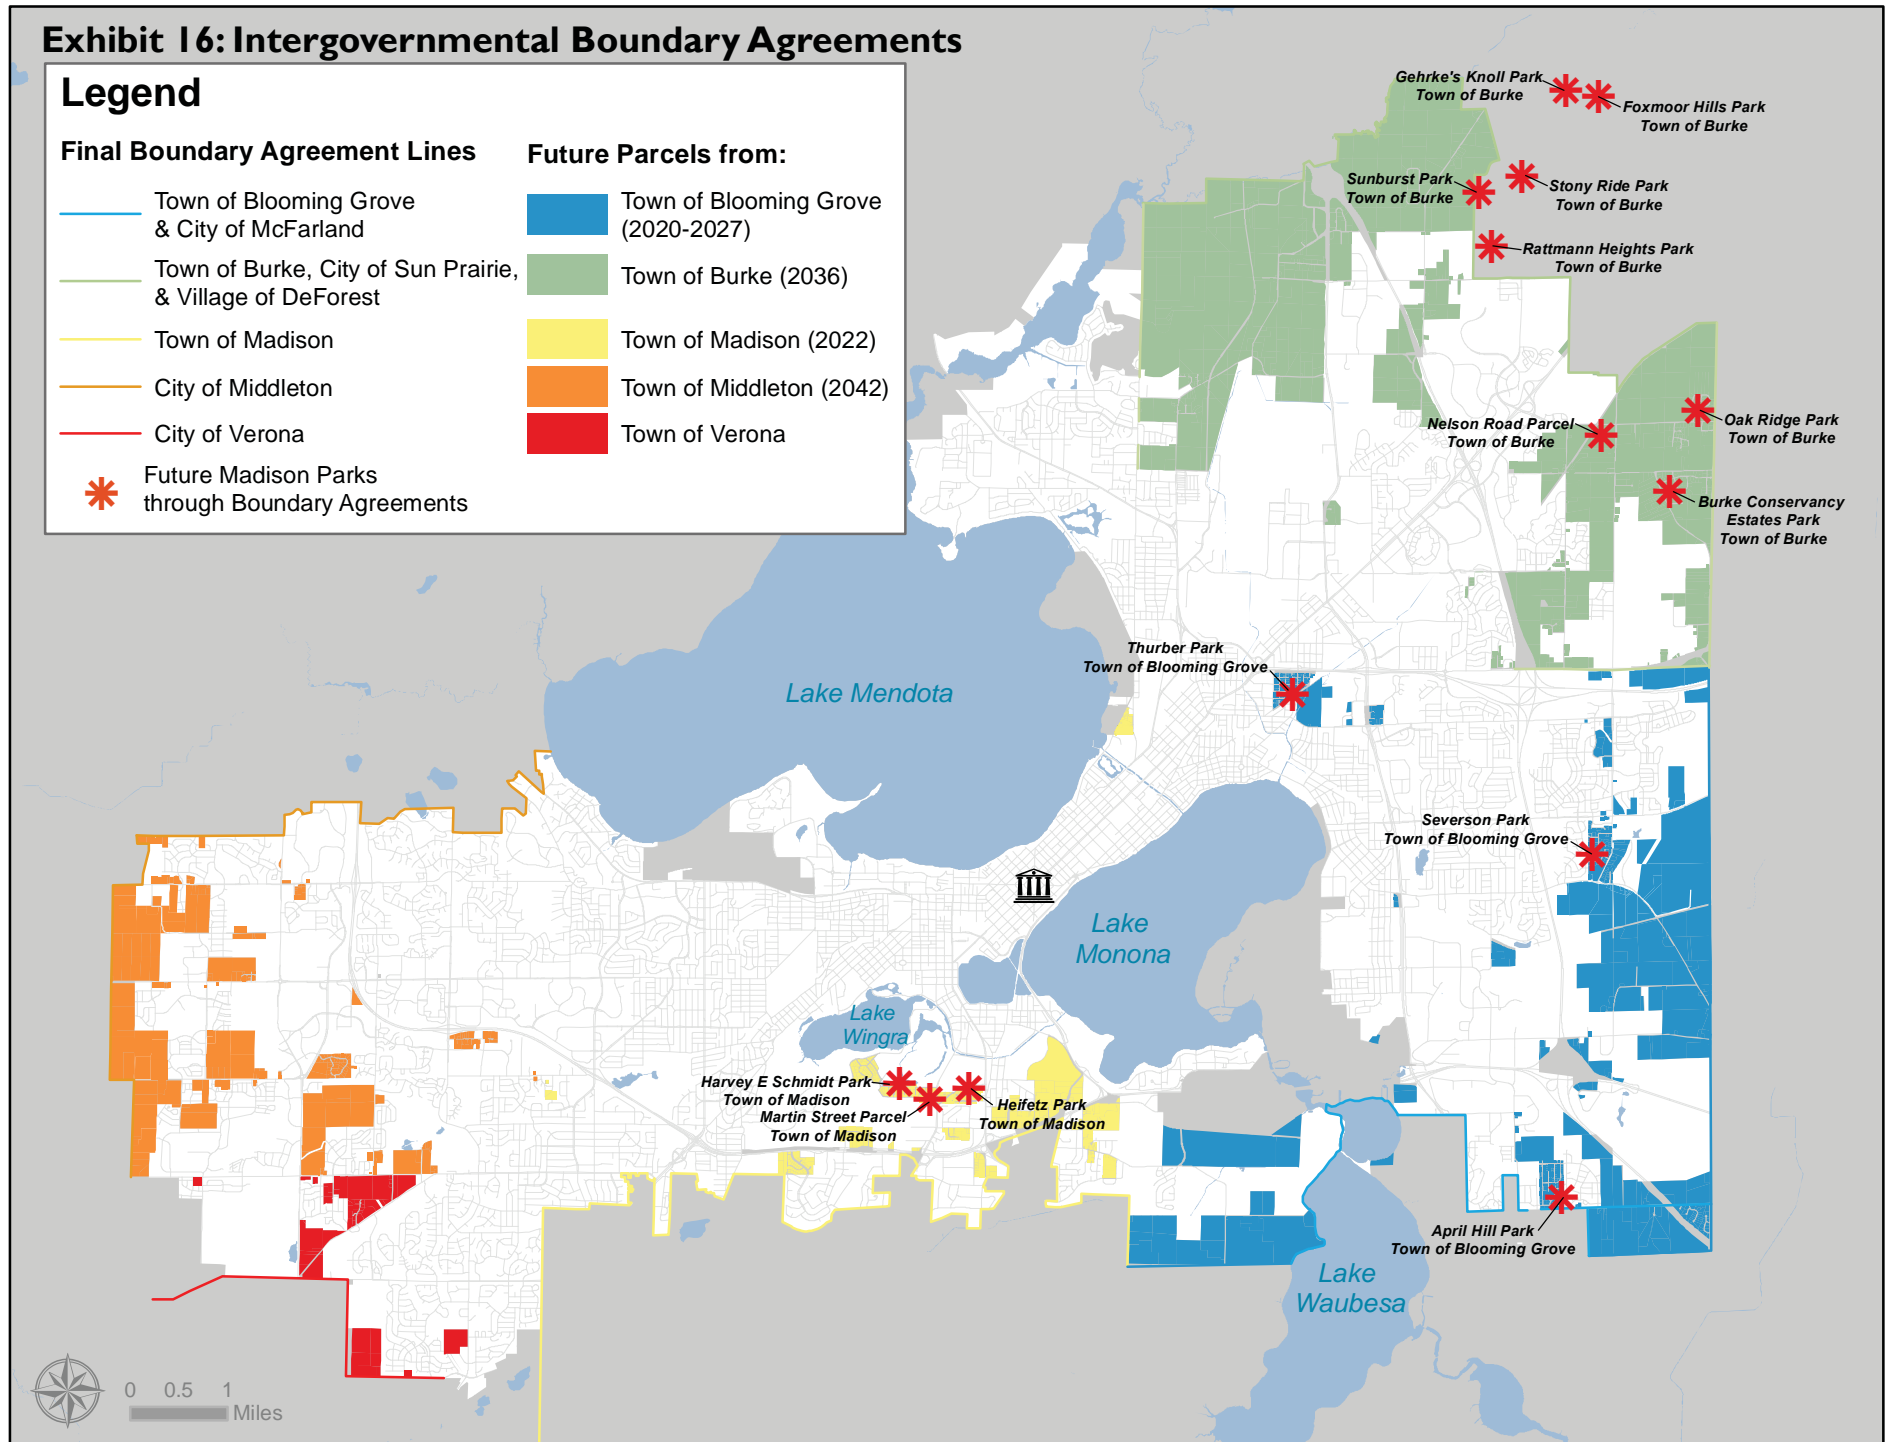 Exhibit 16: Intergovernmental Boundary Agreements
Legend
Final Boundary Agreement Lines
Town of Blooming Grove
& City of McFarland
Town of Burke, City of Sun Prairie,
& Village of DeForest
Town of Madison
City of Middleton
City of Verona
Future Madison Parks
through Boundary Agreements
Future Parcels from:
Town of Blooming Grove
(2020-2027)
Town of Burke (2036)
Town of Madison (2022)
Town of Middleton (2042)
Town of Verona
Gehrke's Knoll Park
Town of Burke
Foxmoor Hills Park
Town of Burke
Sunburst Park
Town of Burke
Stony Ride Park
Town of Burke
Rattmann Heights Park
Town of Burke
Nelson Road Parcel
Town of Burke
Oak Ridge Park
Town of Burke
Burke Conservancy
Estates Park
Town of Burke
Thurber Park
Town of Blooming Grove
Lake Mendota
Severson Park
Town of Blooming Grove
Lake
Monona
Lake
Wingra
Harvey E Schmidt Park
Town of Madison
Martin Street Parcel
Town of Madison
Heifetz Park
Town of Madison
April Hill Park
Town of Blooming Grove
Lake
Waubesa
0 0.5 1
Miles